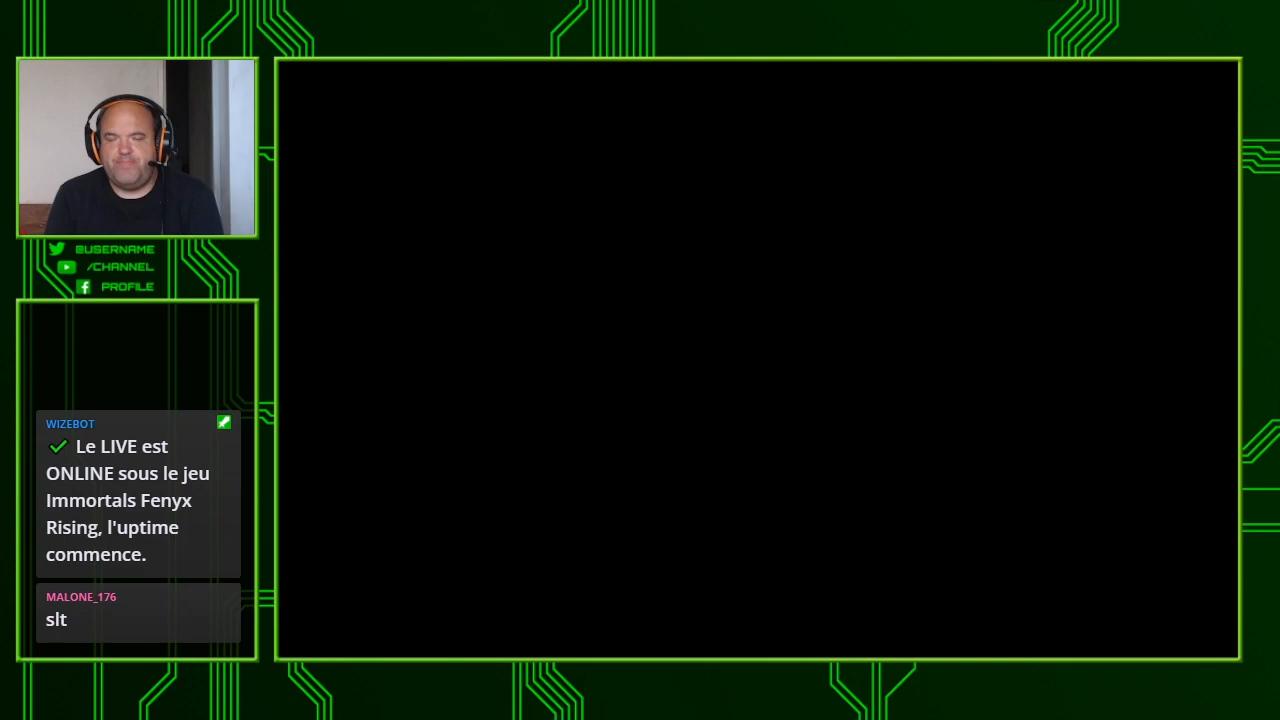 @USERNAME
/CHANNEL
PROFILE
WIZEBOT
Le LIVE est
ONLINE sous le jeu
Immortals Fenyx
Rising, l'uptime
commence.
MALONE_176
slt